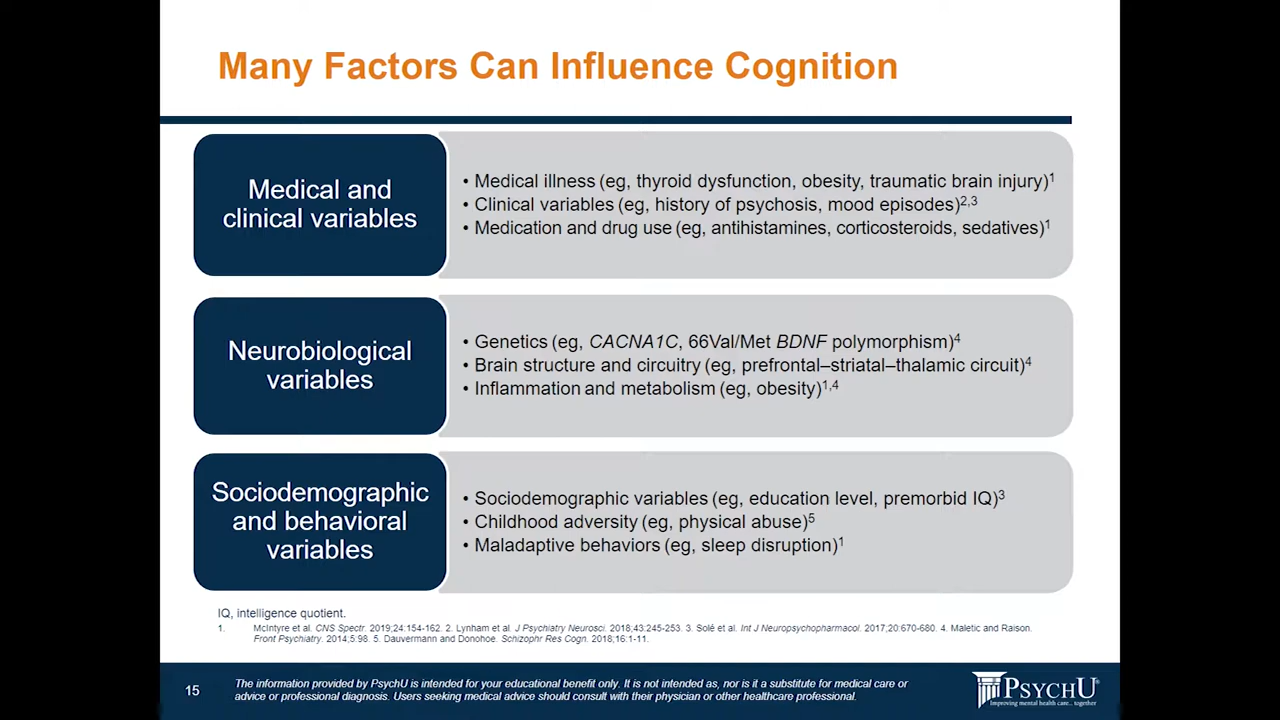 Many Factors Can Influence Cognition
Medical and
clinical variables
• Medical illness (eg, thyroid dysfunction, obesity, traumatic brain injury)1
• Clinical variables (eg, history of psychosis, mood episodes)2,3
• Medication and drug use (eg, antihistamines, corticosteroids, sedatives)1
Neurobiological
variables
• Genetics (eg, CACNA1C, 66Val/Met BDNF polymorphism)4
• Brain structure and circuitry (eg, prefrontal–striatal–thalamic circuit)4
• Inflammation and metabolism (eg, obesity)1,4
Sociodemographic
and behavioral
variables
• Sociodemographic variables (eg, education level, premorbid IQ)3
• Childhood adversity (eg, physical abuse)5
• Maladaptive behaviors (eg, sleep disruption)1
IQ, intelligence quotient.
1. McIntyre et al. CNS Spectr. 2019;24:154-162. 2. Lynham et al. J Psychiatry Neurosci. 2018;43:245-253. 3. Solé et al. Int J Neuropsychopharmacol. 2017;20:670-680. 4. Maletic and Raison.
Front Psychiatry. 2014;5:98. 5. Dauvermann and Donohoe. Schizophr Res Cogn. 2018;16:1-11.
15
The information provided by PsychU is intended for your educational benefit only. It is not intended as, nor is it a substitute for medical care or
advice or professional diagnosis. Users seeking medical advice should consult with their physician or other healthcare professional.
PSYCHU®
Improving mental health care... together